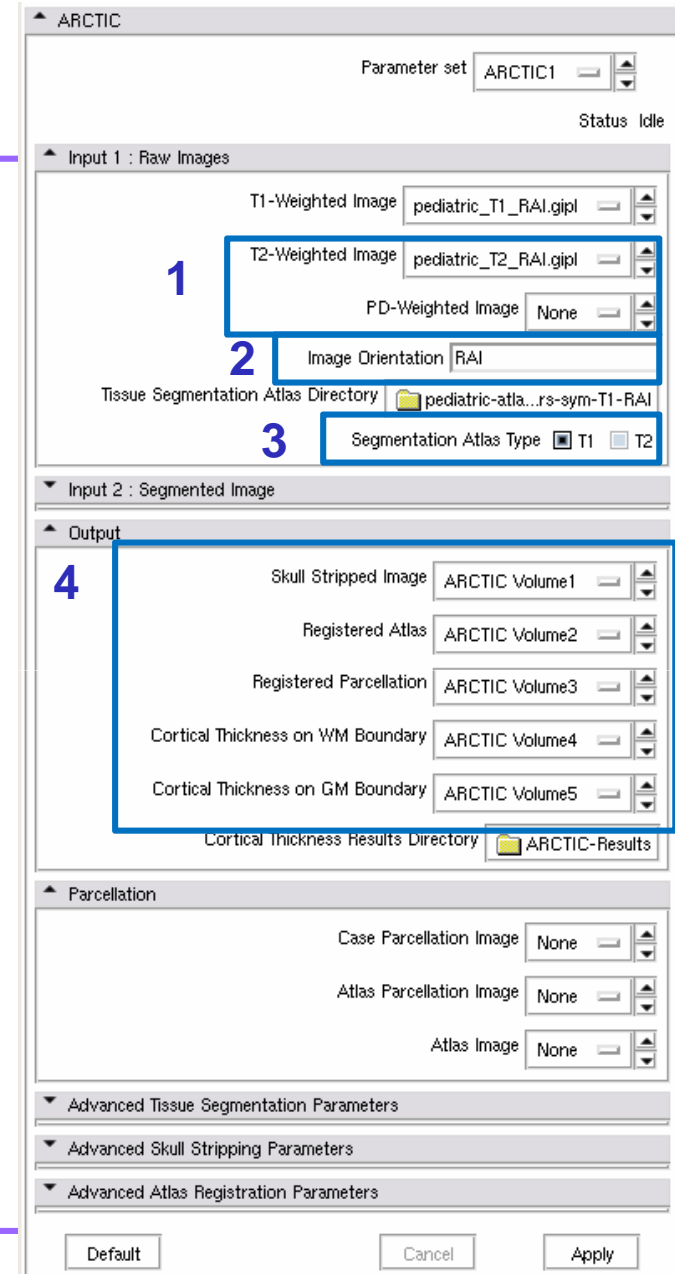 ARCTIC
Parameter set ARCTIC1
Status Idle
Input 1 : Raw Images
T1-Weighted Image pediatric_T1_RAI.gipl
1
T2-Weighted Image pediatric_T2_RAI.gipl
PD-Weighted Image None
2
Image Orientation RAI
Tissue Segmentation Atlas Directory pediatric-atla...rs-sym-T1-RAI
3
Segmentation Atlas Type T1 T2
Input 2 : Segmented Image
Output
4
Skull Stripped Image ARCTIC Volume1
Registered Atlas ARCTIC Volume2
Registered Parcellation ARCTIC Volume3
Cortical Thickness on WM Boundary ARCTIC Volume4
Cortical Thickness on GM Boundary ARCTIC Volume5
Cortical Thickness Results Directory ARCTIC-Results
Parcellation
Case Parcellation Image None
Atlas Parcellation Image None
Atlas Image None
Advanced Tissue Segmentation Parameters
Advanced Skull Stripping Parameters
Advanced Atlas Registration Parameters
Default Cancel Apply